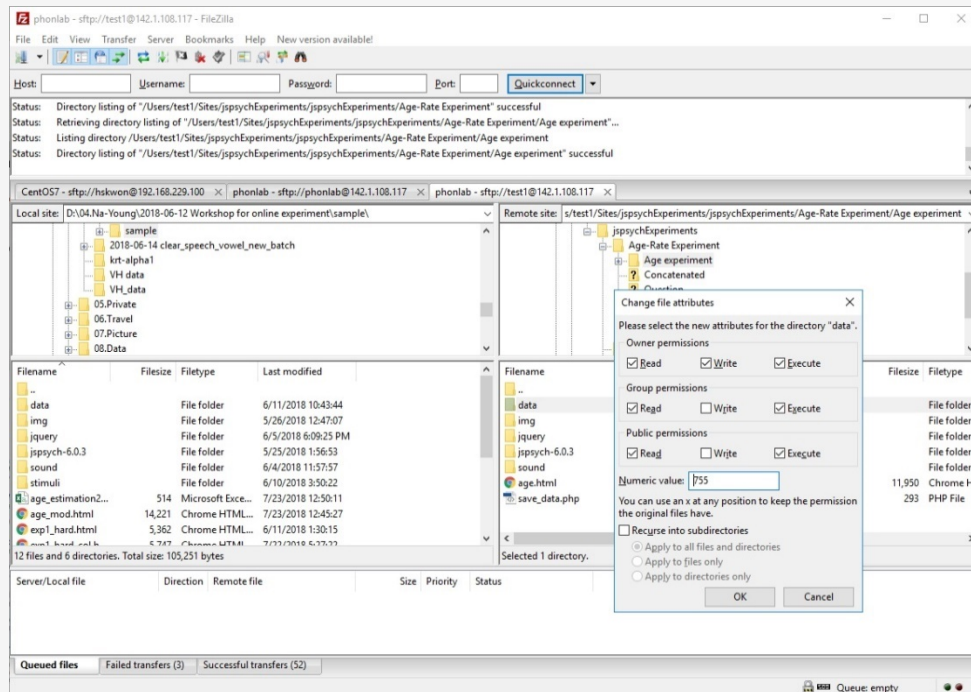 phonlab - sftp://test1@142.1.108.117 - FileZilla
File Edit View Transfer Server Bookmarks Help New version available!
Host: Username: Password: Port: Quickconnect
Status: Directory listing of "/Users/test1/Sites/jspsychExperiments/jspsychExperiments/Age-Rate Experiment" successful
Status: Retrieving directory listing of "/Users/test1/Sites/jspsychExperiments/jspsychExperiments/Age-Rate Experiment/Age experiment"...
Status: Listing directory /Users/test1/Sites/jspsychExperiments/jspsychExperiments/Age-Rate Experiment/Age experiment
Status: Directory listing of "/Users/test1/Sites/jspsychExperiments/jspsychExperiments/Age-Rate Experiment/Age experiment" successful
CentOS7 - sftp://hskwon@192.168.229.100 phonlab - sftp://phonlab@142.1.108.117 phonlab - sftp://test1@142.1.108.117
Local site: D:\04.Na-Young\2018-06-12 Workshop for online experiment\sample\
sample
2018-06-14 clear_speech_vowel_new_batch
krt-alpha1
VH data
VH_data
05.Private
06.Travel
07.Picture
08.Data
Remote site: s/test1/Sites/jspsychExperiments/jspsychExperiments/Age-Rate Experiment/Age experiment
jspsychExperiments
Age-Rate Experiment
Age experiment
Concatenated
Question
Filename Filesize Filetype Last modified
..
data File folder 6/11/2018 10:43:44
img File folder 5/26/2018 12:47:07
jquery File folder 6/5/2018 6:09:25 PM
jspsych-6.0.3 File folder 5/25/2018 1:56:53
sound File folder 6/4/2018 11:57:57
stimuli File folder 6/10/2018 3:50:22
age_estimation2... 514 Microsoft Exce... 7/23/2018 12:50:11
age_mod.html 14,221 Chrome HTML... 7/23/2018 12:45:27
exp1_hard.html 5,362 Chrome HTML... 6/11/2018 1:30:15
12 files and 6 directories. Total size: 105,251 bytes
Filename Filesize Filetype
..
data File folder
img File folder
jquery File folder
jspsych-6.0.3 File folder
sound File folder
age.html 11,950 Chrome H
save_data.php 293 PHP File
Selected 1 directory.
Change file attributes
Please select the new attributes for the directory "data".
Owner permissions
Read Write Execute
Group permissions
Read Write Execute
Public permissions
Read Write Execute
Numeric value: 755
You can use an x at any position to keep the permission
the original files have.
Recurse into subdirectories
Apply to all files and directories
Apply to files only
Apply to directories only
OK Cancel
Server/Local file Direction Remote file Size Priority Status
Queued files Failed transfers (3) Successful transfers (52)
Queue: empty